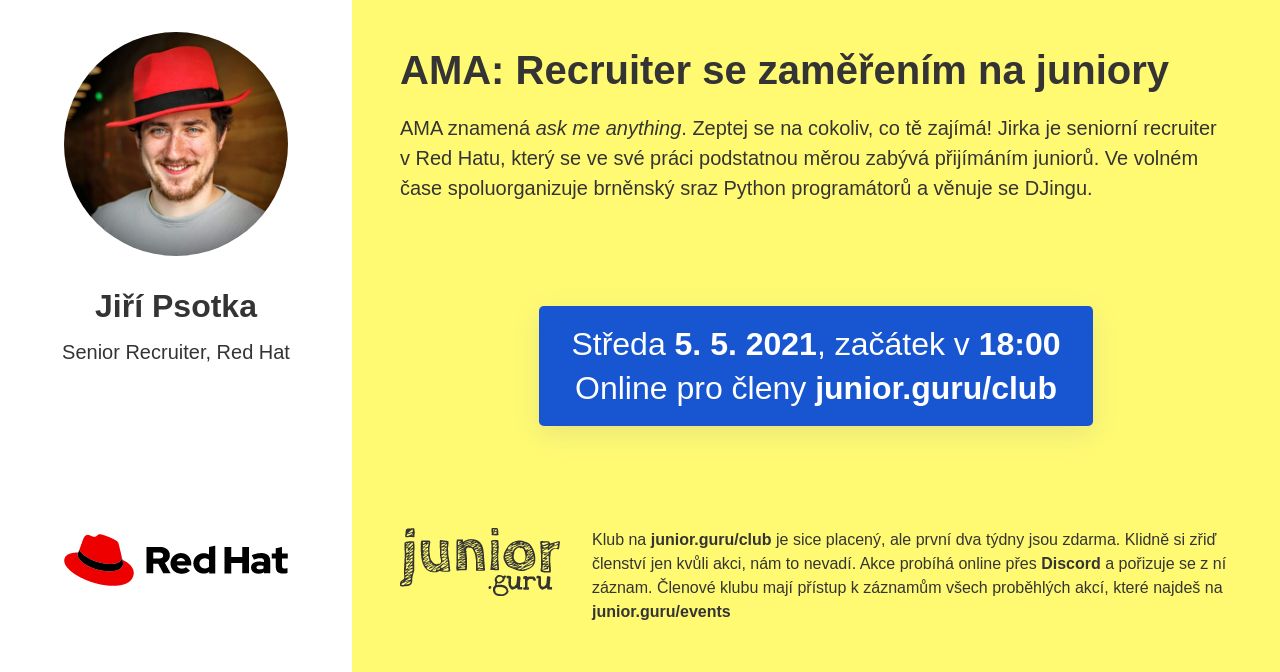 Jiří Psotka
Senior Recruiter, Red Hat
Red Hat
AMA: Recruiter se zaměřením na juniory
AMA znamená ask me anything. Zeptej se na cokoliv, co tě zajímá! Jirka je seniorní recruiter
v Red Hatu, který se ve své práci podstatnou měrou zabývá přijímáním juniorů. Ve volném
čase spoluorganizuje brněnský sraz Python programátorů a věnuje se DJingu.
Středa 5. 5. 2021, začátek v 18:00
Online pro členy junior.guru/club
junior
.guru
Klub na junior.guru/club je sice placený, ale první dva týdny jsou zdarma. Klidně si zřiď
členství jen kvůli akci, nám to nevadí. Akce probíhá online přes Discord a pořizuje se z ní
záznam. Členové klubu mají přístup k záznamům všech proběhlých akcí, které najdeš na
junior.guru/events